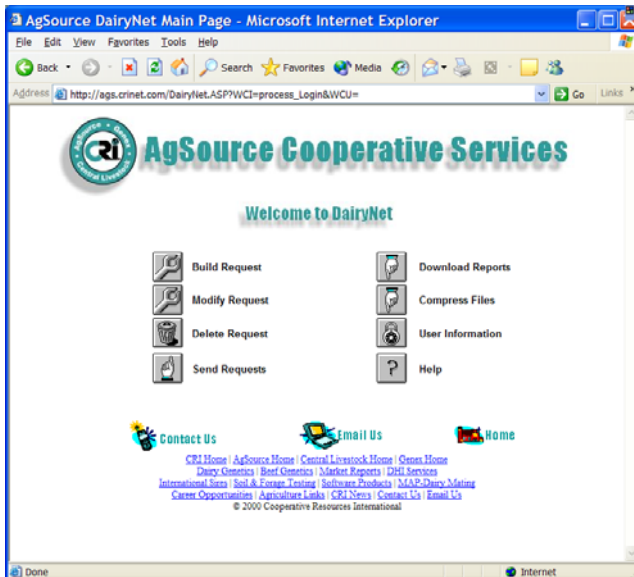 AgSource DairyNet Main Page - Microsoft Internet Explorer
File Edit View Favorites Tools Help
Back Search Favorites Media
Address http://ags.crinet.com/DairyNet.ASP?WCI=process_Login&WCU= Go Links
AgSource • Genex
CRI
Central Livestock
AgSource Cooperative Services
Welcome to DairyNet
Build Request Download Reports
Modify Request Compress Files
Delete Request User Information
Send Requests ? Help
Contact Us Email Us Home
CRI Home | AgSource Home | Central Livestock Home | Genex Home
Dairy Genetics | Beef Genetics | Market Reports | DHI Services
International Sires | Soil & Forage Testing | Software Products | MAP-Dairy Mating
Career Opportunities | Agriculture Links | CRI News | Contact Us | Email Us
© 2000 Cooperative Resources International
Done Internet